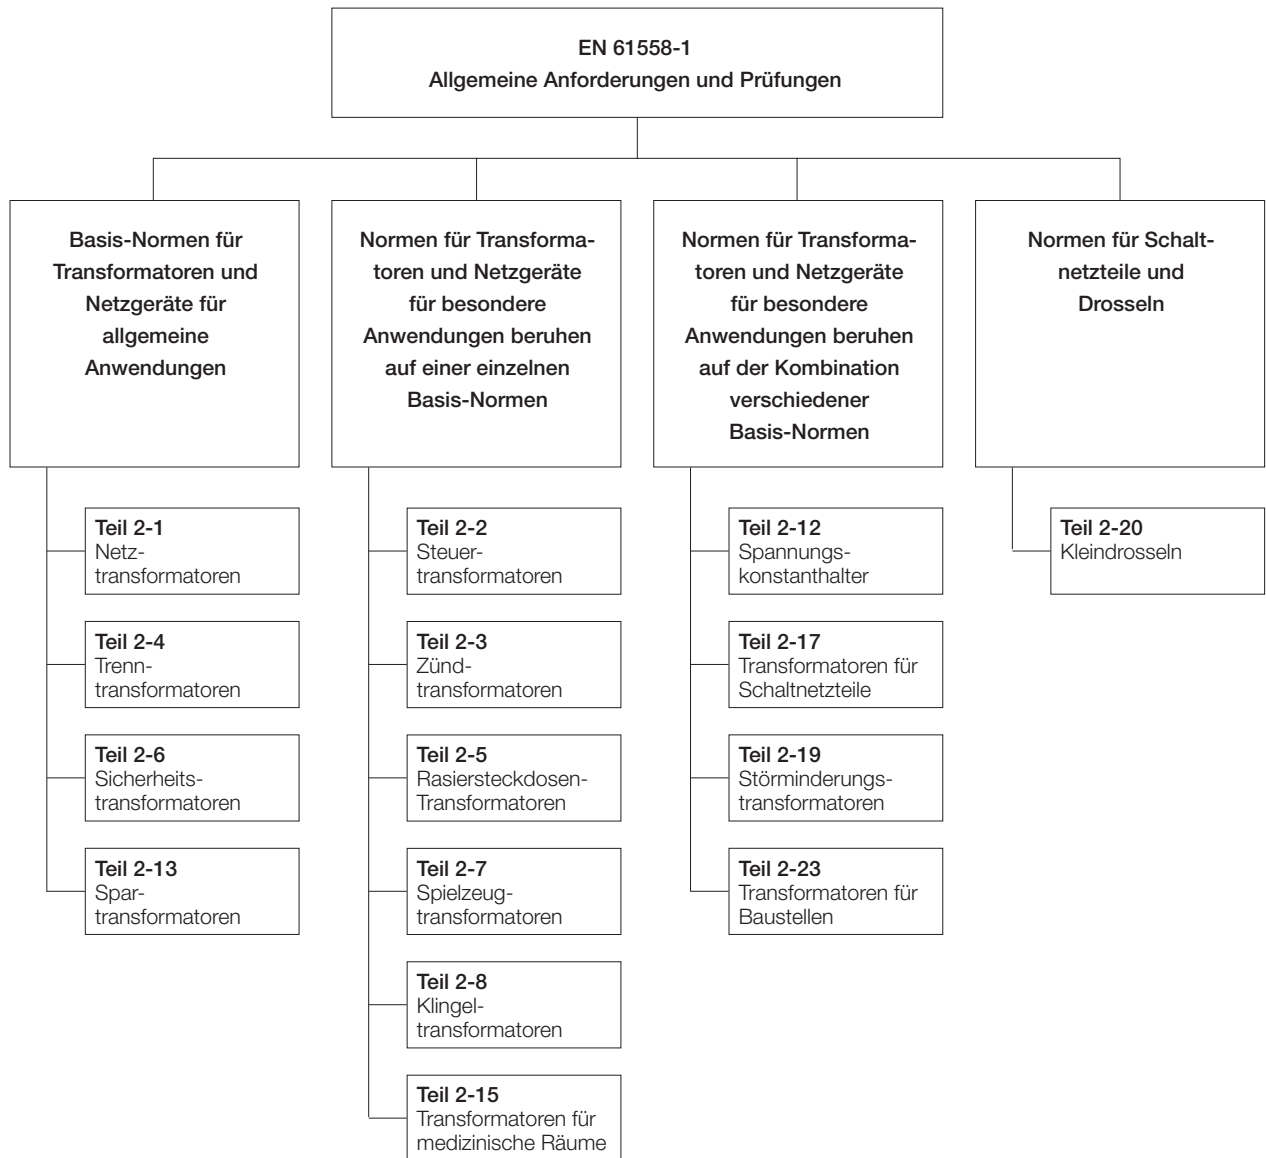 EN 61558-1
Allgemeine Anforderungen und Prüfungen
Basis-Normen für
Transformatoren und
Netzgeräte für
allgemeine
Anwendungen
Teil 2-1
Netz-
transformatoren
Teil 2-4
Trenn-
transformatoren
Teil 2-6
Sicherheits-
transformatoren
Teil 2-13
Spar-
transformatoren
Normen für Transforma-
toren und Netzgeräte
für besondere
Anwendungen beruhen
auf einer einzelnen
Basis-Normen
Teil 2-2
Steuer-
transformatoren
Teil 2-3
Zünd-
transformatoren
Teil 2-5
Rasiersteckdosen-
Transformatoren
Teil 2-7
Spielzeug-
transformatoren
Teil 2-8
Klingel-
transformatoren
Teil 2-15
Transformatoren für
medizinische Räume
Normen für Transforma-
toren und Netzgeräte
für besondere
Anwendungen beruhen
auf der Kombination
verschiedener
Basis-Normen
Teil 2-12
Spannungs-
konstanthalter
Teil 2-17
Transformatoren für
Schaltnetzteile
Teil 2-19
Störminderungs-
transformatoren
Teil 2-23
Transformatoren für
Baustellen
Normen für Schalt-
netzteile und
Drosseln
Teil 2-20
Kleindrosseln